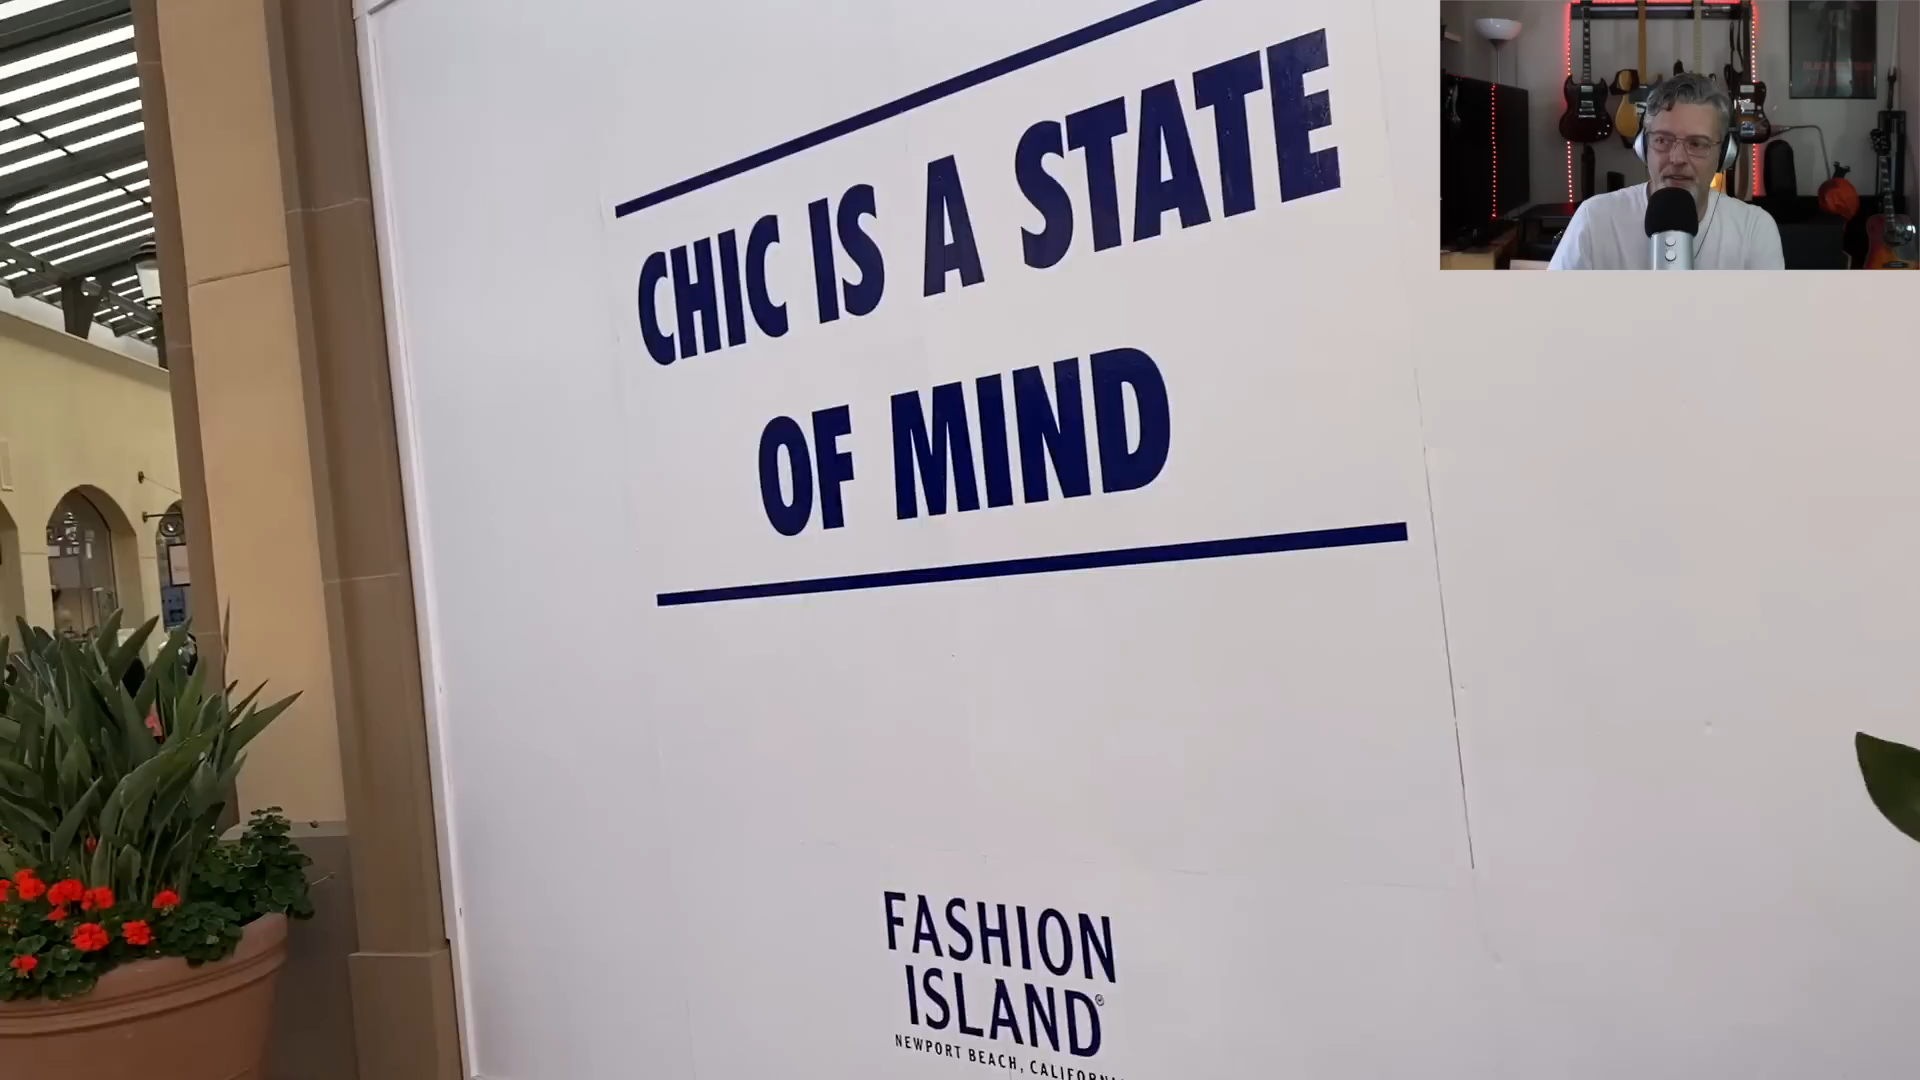 CHIC IS A STATE
OF MIND
FASHION
ISLAND®
NEWPORT BEACH,